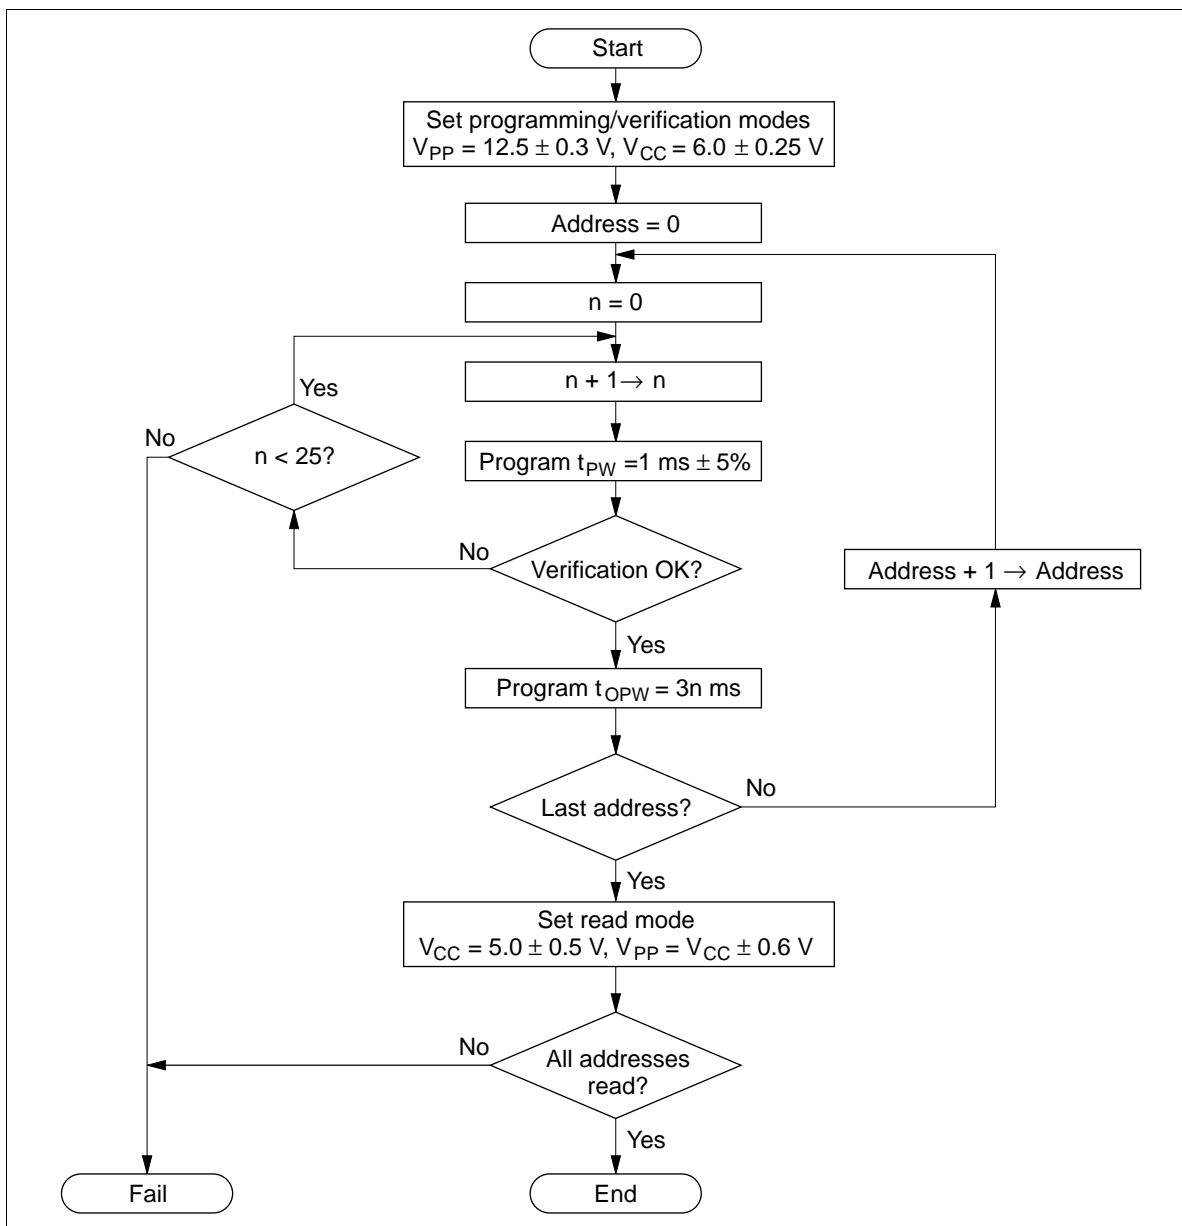 Start
Set programming/verification modes
VPP = 12.5 ± 0.3 V, VCC = 6.0 ± 0.25 V
Address = 0
n = 0
n + 1→ n
Yes
No
n < 25?
Program tPW =1 ms ± 5%
No
Verification OK?
Address + 1 → Address
Yes
Program tOPW = 3n ms
Last address?
No
Yes
Set read mode
VCC = 5.0 ± 0.5 V, VPP = VCC ± 0.6 V
No
All addresses
read?
Yes
Fail
End